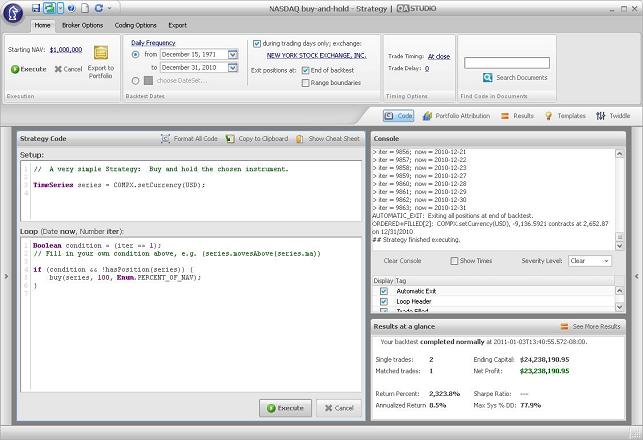 NASDAQ buy-and-hold - Strategy | QA STUDIO
Home Broker Options Coding Options Export
Starting NAV: $1,000,000
Execute Cancel Export to Portfolio
Execution
Daily Frequency
from December 15, 1971
to December 31, 2010
choose DateSet...
during trading days only; exchange:
NEW YORK STOCK EXCHANGE, INC.
Exit positions at: End of backtest
Range boundaries
Backtest Dates
Trade Timing: At close
Trade Delay: 0
Timing Options
Search Documents
Find Code in Documents
Code Portfolio Attribution Results Templates Twiddle
Strategy Code Format All Code Copy to Clipboard Show Cheat Sheet
Setup:
1 // A very simple Strategy: Buy and hold the chosen instrument.
2
3 TimeSeries series = COMPX.setCurrency(USD);
4
Loop (Date now, Number iter):
1 Boolean condition = (iter == 1);
2 // Fill in your own condition above, e.g. (series.movesAbove(series.ma))
3
4 if (condition && !hasPosition(series)) {
5 buy(series, 100, Enum.PERCENT_OF_NAV);
6 }
7
Execute Cancel
Console
> iter = 9856; now = 2010-12-21
> iter = 9857; now = 2010-12-22
> iter = 9858; now = 2010-12-23
> iter = 9859; now = 2010-12-27
> iter = 9860; now = 2010-12-28
> iter = 9861; now = 2010-12-29
> iter = 9862; now = 2010-12-30
> iter = 9863; now = 2010-12-31
AUTOMATIC_EXIT: Exiting all positions at end of backtest.
ORDERED+FILLED[2]: COMPX.setCurrency(USD), -9,136.5921 contracts at 2,652.87
on 12/31/2010
## Strategy finished executing.
Clear Console Show Times Severity Level: Clear
Display Tag
Automatic Exit
Loop Header
Trade Filled
Results at a glance See More Results
Your backtest completed normally at 2011-01-03T13:40:55.572-08:00.
Single trades: 2 Ending Capital: $24,238,190.95
Matched trades: 1 Net Profit: $23,238,190.95
Return Percent: 2,323.8% Sharpe Ratio: ---
Annualized Return 8.5% Max Sys % DD: 77.9%